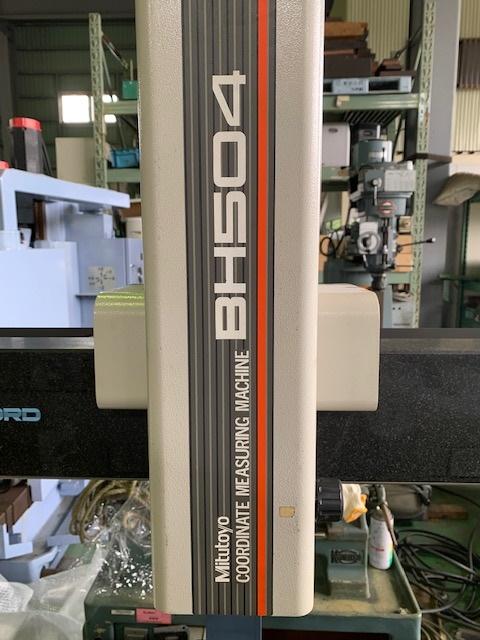 BH504
Mitutoyo
COORDINATE MEASURING MACHINE
ORD